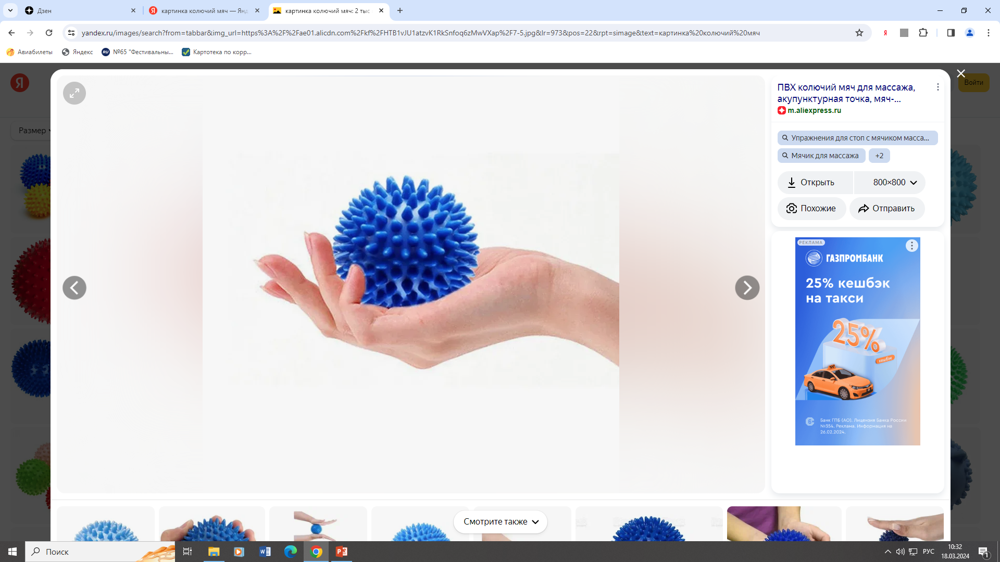 Дзен
картинка колючий мяч — Янд
картинка колючий мяч: 2 тыс
yandex.ru/images/search?from=tabbar&img_url=https%3A%2F%2Fae01.alicdn.com%2Fkf%2FHTB1vJU1atzvK1RkSnfoq6zMwVXap%2F7-5.jpg&lr=973&pos=22&rpt=simage&text=картинка%20колючий%20мяч
Авиабилеты
Яндекс
№65 "Фестивальны...
Картотека по корр...
Войти
Размер
ПВХ колючий мяч для массажа,
акупунктурная точка, мяч-...
m.aliexpress.ru
Упражнения для стоп с мячиком масса...
Мячик для массажа
+2
Открыть
800×800
Похожие
Отправить
РЕКЛАМА
ГАЗПРОМБАНК
25% кешбэк
на такси
25%
кешбэк
6+
Банк ГПБ (АО). Лицензия Банка России
№354. Реклама. Информация на
26.02.2024.
Смотрите также
Поиск
РУС
10:32
18.03.2024
1